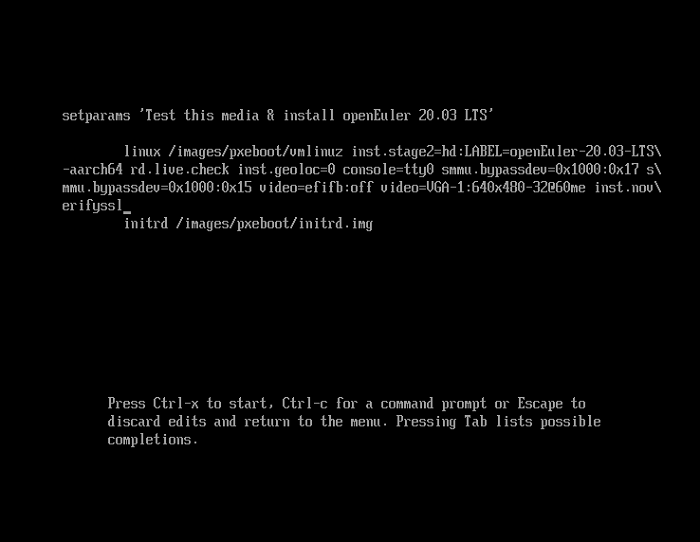 setparams 'Test this media & install openEuler 20.03 LTS'
linux /images/pxeboot/vmlinuz inst.stage2=hd:LABEL=openEuler-20.03-LTS\
-aarch64 rd.live.check inst.geoloc=0 console=tty0 smmu.bypassdev=0x1000:0x17 s\
mmu.bypassdev=0x1000:0x15 video=efifb:off video=VGA-1:640x480-32@60me inst.nov\
erifyssl_
initrd /images/pxeboot/initrd.img
Press Ctrl-x to start, Ctrl-c for a command prompt or Escape to
discard edits and return to the menu. Pressing Tab lists possible
completions.